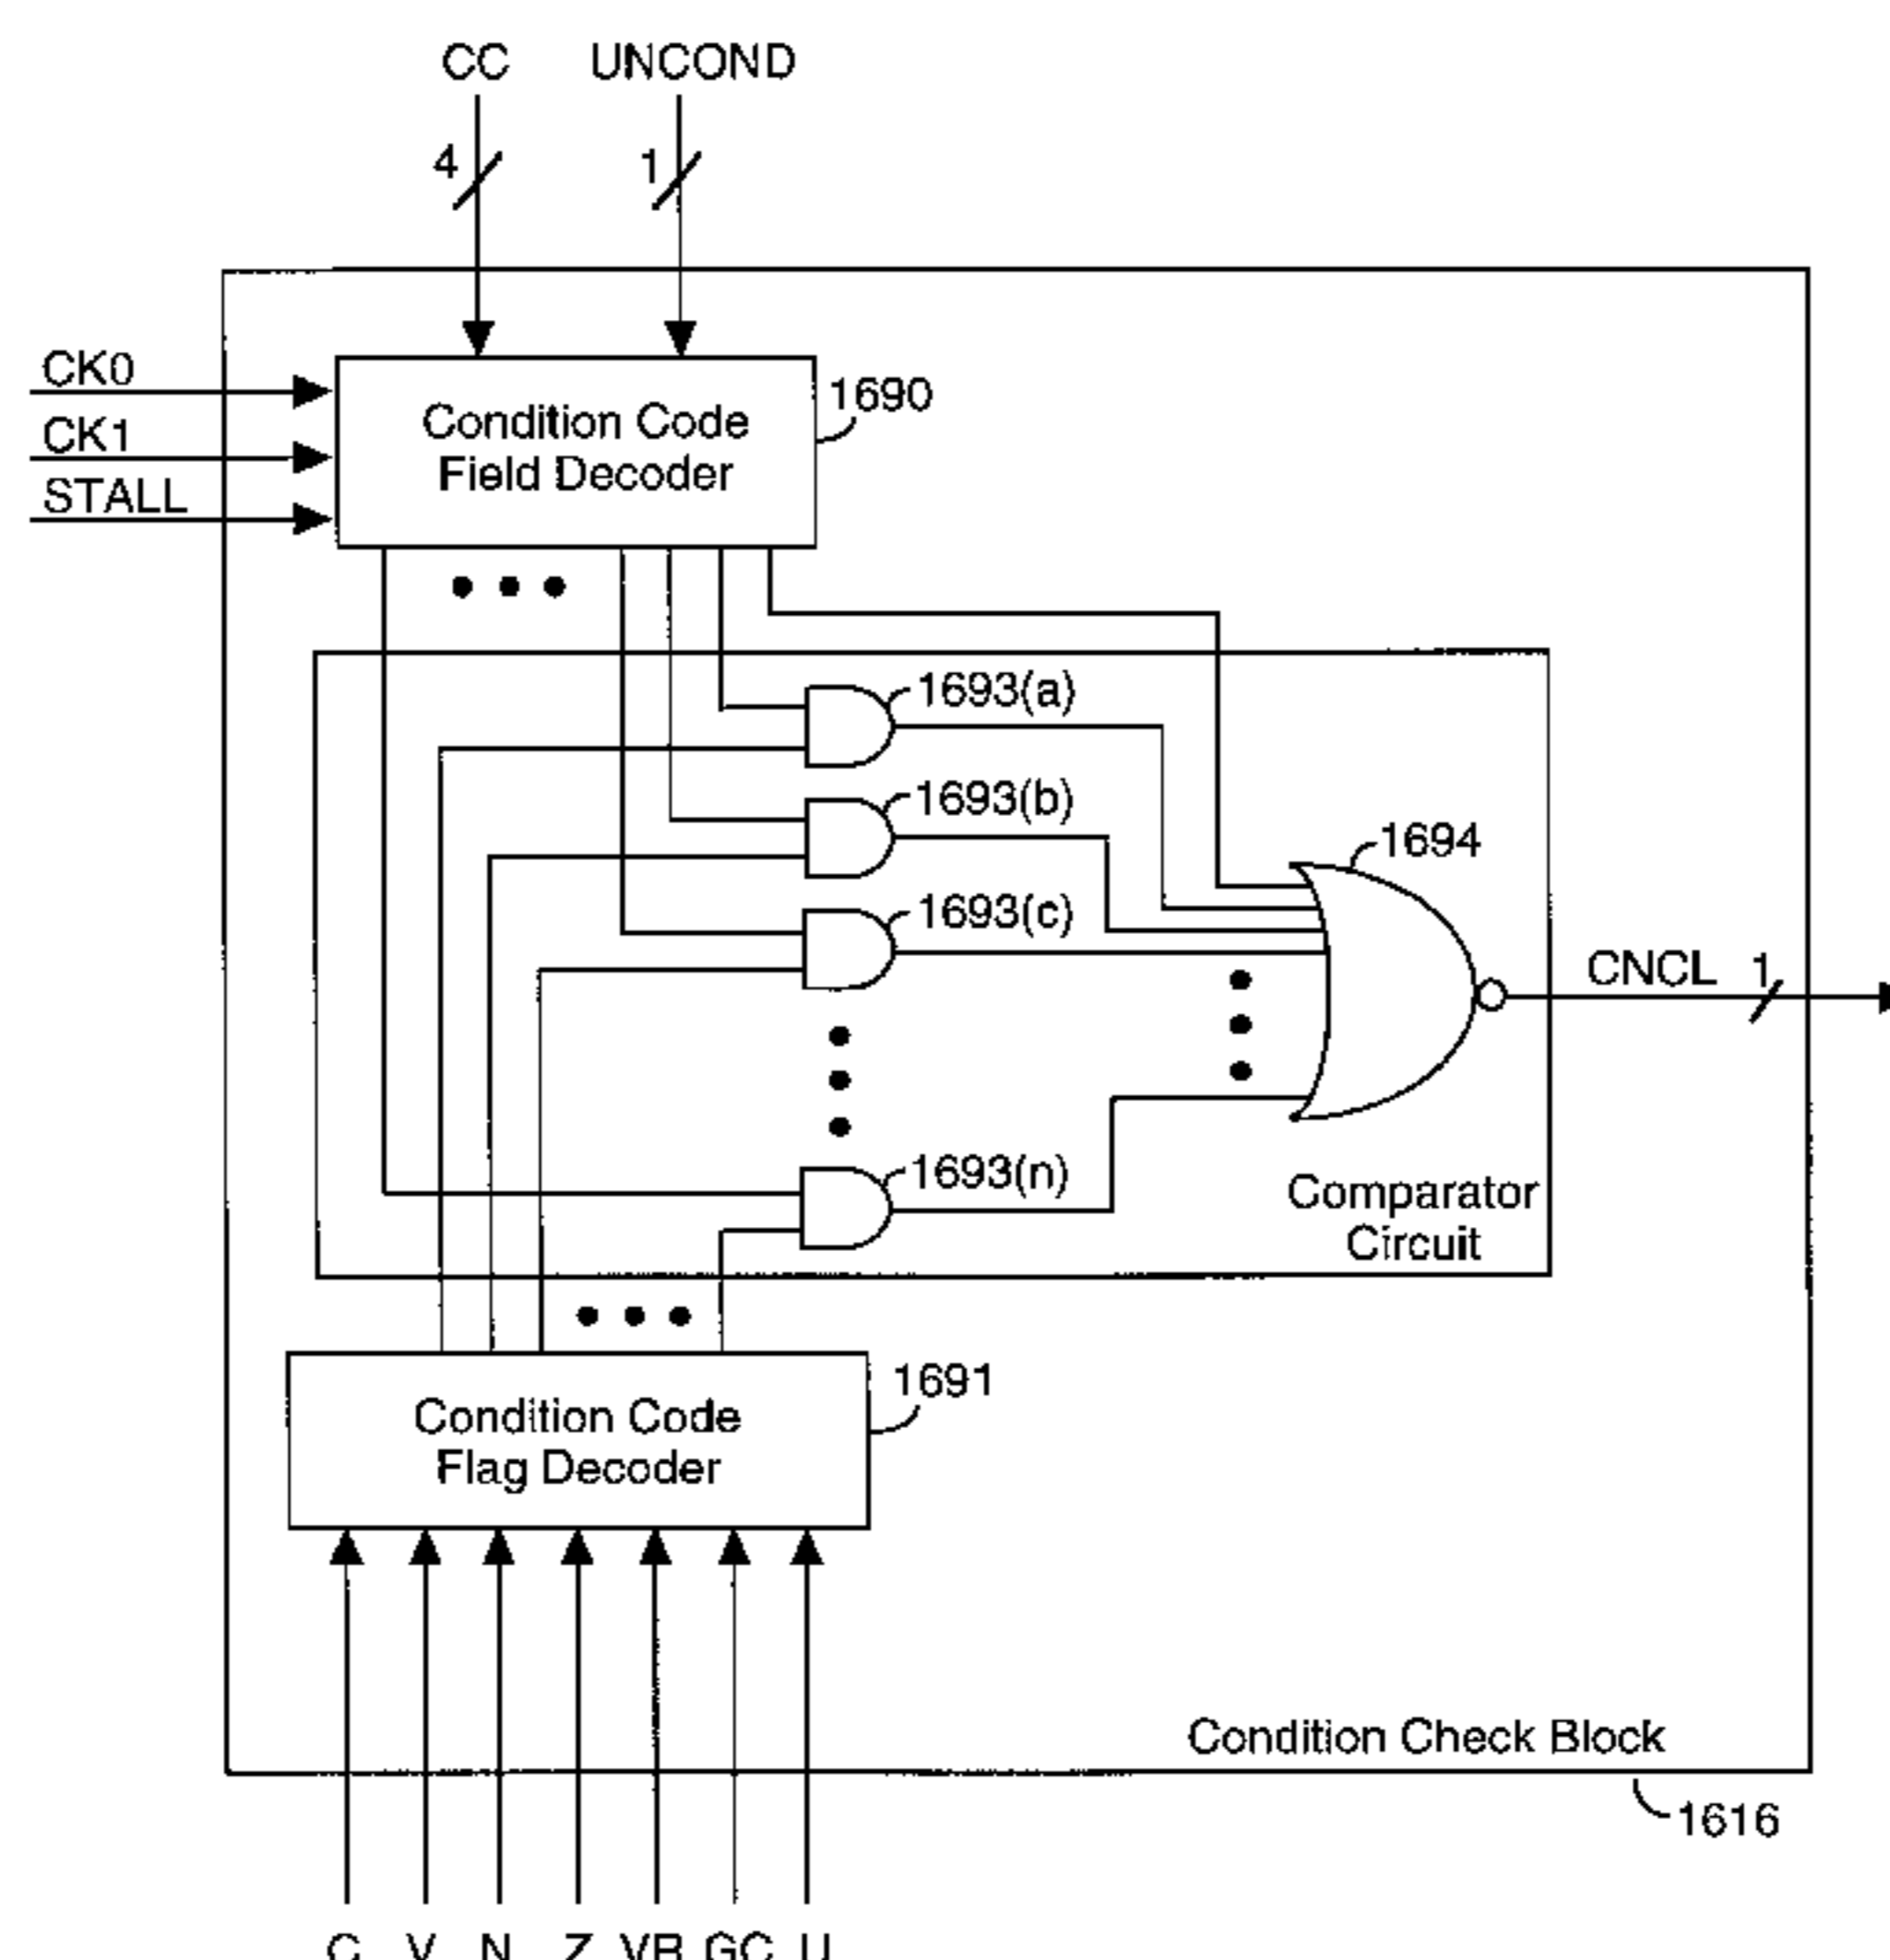 CC UNCOND
4 1
CK0
CK1
STALL
Condition Code
Field Decoder
1690
1693(a)
1693(b)
1694
1693(c)
CNCL 1
1693(n)
Comparator
Circuit
1691
Condition Code
Flag Decoder
Condition Check Block
1616
C V N Z VR GC U